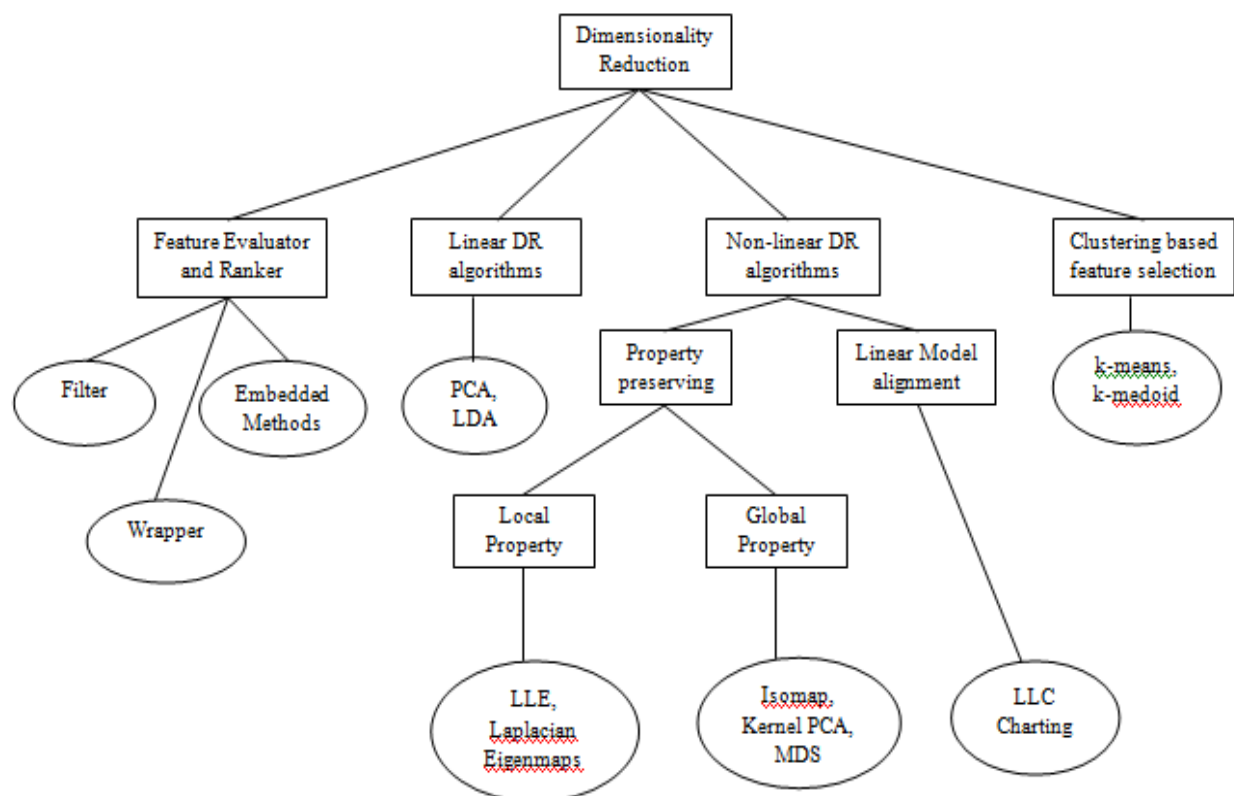 Dimensionality
Reduction
Feature Evaluator
and Ranker
Linear DR
algorithms
Non-linear DR
algorithms
Clustering based
feature selection
Filter
Embedded
Methods
Wrapper
PCA,
LDA
Property
preserving
Linear Model
alignment
k-means,
k-medoid
Local
Property
Global
Property
LLE,
Laplacian
Eigenmaps
Isomap,
Kernel PCA,
MDS
LLC
Charting